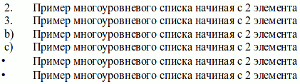 2. Пример многоуровневого списка начиная с 2 элемента
3. Пример многоуровневого списка начиная с 2 элемента
b) Пример многоуровневого списка начиная с 2 элемента
c) Пример многоуровневого списка начиная с 2 элемента
• Пример многоуровневого списка начиная с 2 элемента
• Пример многоуровневого списка начиная с 2 элемента